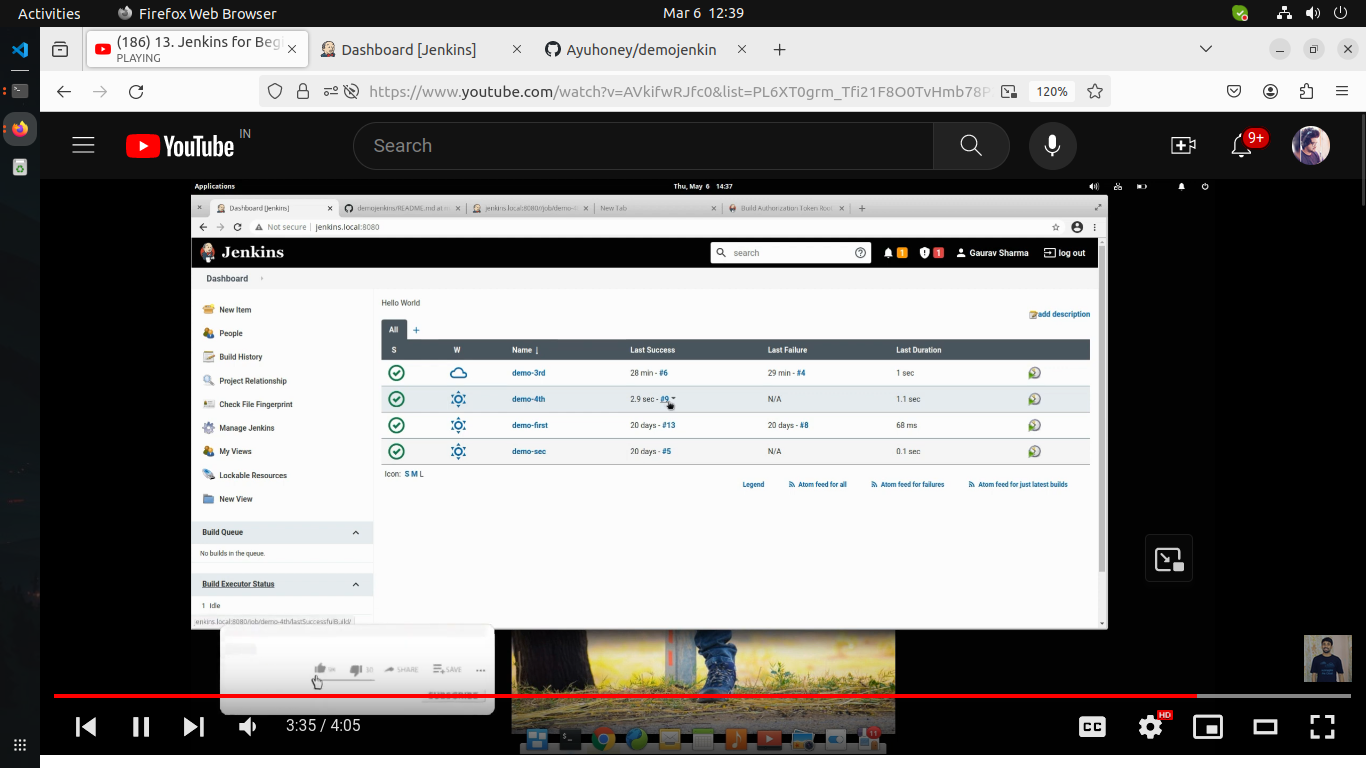 Activities Firefox Web Browser Mar 6 12:39
(186) 13. Jenkins for Beg
PLAYING
Dashboard [Jenkins]
Ayuhoney/demojenkin
https://www.youtube.com/watch?v=AVkifwRJfc0&list=PL6XT0grm_Tfi21F8O0TvHmb78P 120%
YouTube IN Search 9+
Applications Thu, May 6 14:37
Dashboard [Jenkins] demojenkins/README.md at jenkins.local:8080/job/demo-4 New Tab Build Authorization Token Root
Not secure jenkins.local:8080
Jenkins search 1 1 Gaurav Sharma log out
Dashboard
Hello World
add description
New Item
People
Build History
Project Relationship
Check File Fingerprint
Manage Jenkins
My Views
Lockable Resources
New View
Build Queue
No builds in the queue.
Build Executor Status
1 Idle
All +
S W Name ↓ Last Success Last Failure Last Duration
demo-3rd 28 min - #6 29 min - #4 1 sec
demo-4th 2.9 sec - #9 N/A 1.1 sec
demo-first 20 days - #13 20 days - #8 68 ms
demo-sec 20 days - #5 N/A 0.1 sec
Icon: S M L
Legend Atom feed for all Atom feed for failures Atom feed for just latest builds
enkins.local:8080/job/demo-4th/lastSuccessfulBuild/
SHARE SAVE
SUBSCRIBE
3:35 / 4:05
CC HD
11